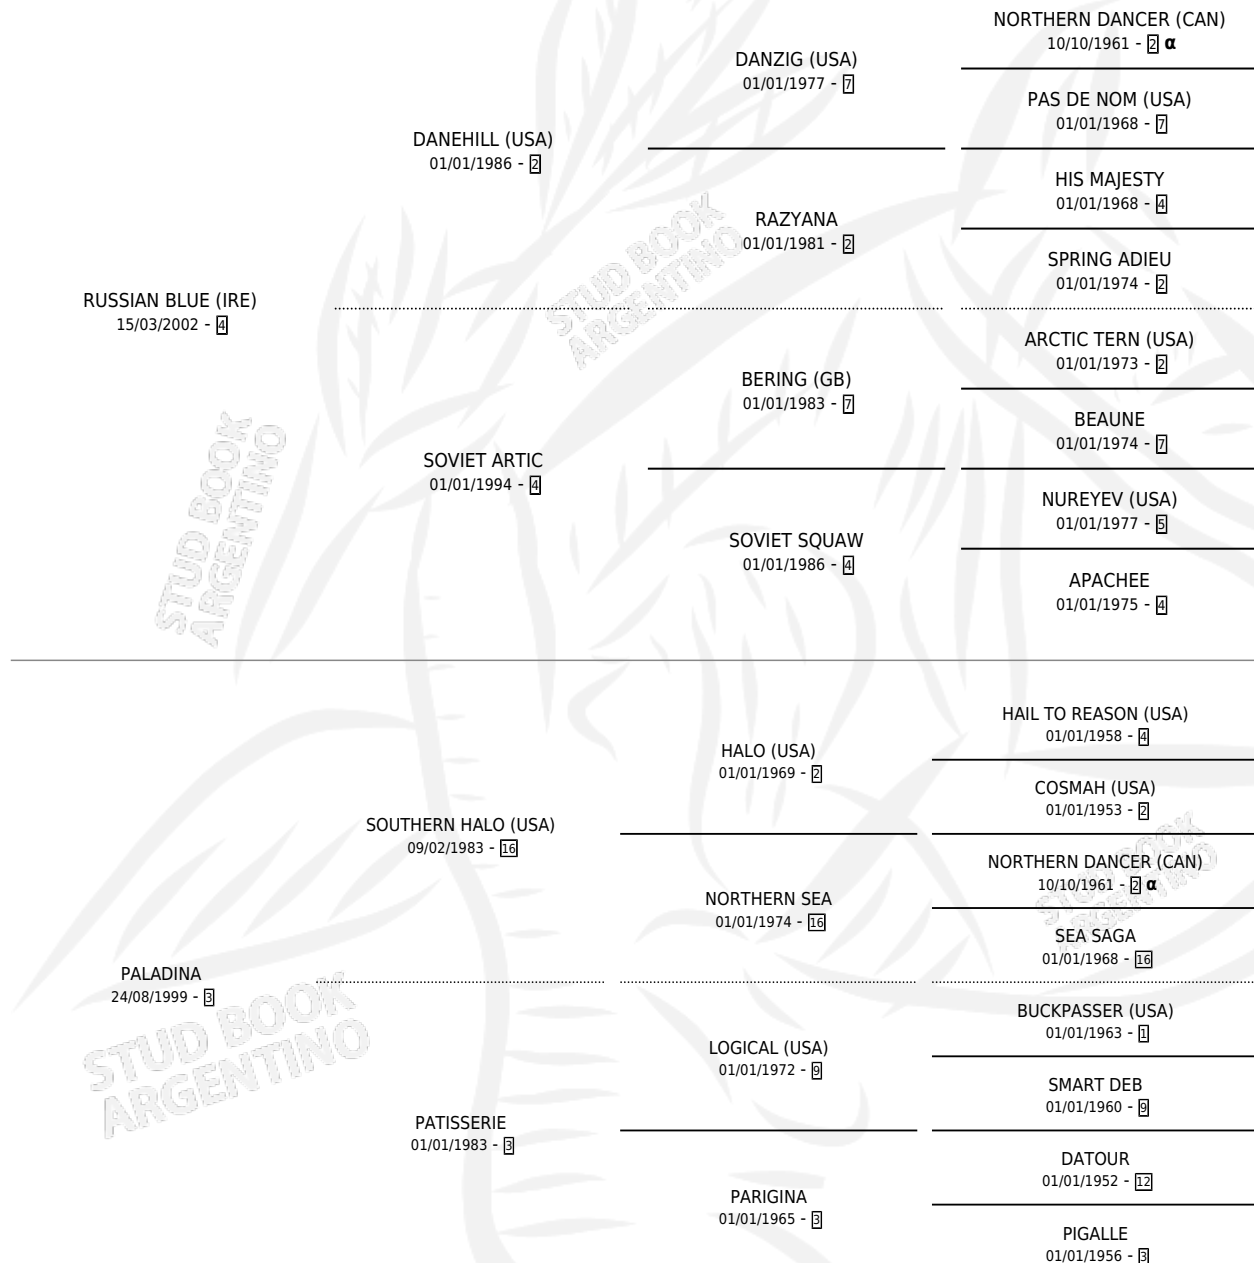 NORTHERN DANCER (CAN)
10/10/1961 - 2 α
DANZIG (USA)
01/01/1977 - 7
PAS DE NOM (USA)
01/01/1968 - 7
DANEHILL (USA)
01/01/1986 - 2
HIS MAJESTY
01/01/1968 - 4
RAZYANA
01/01/1981 - 2
SPRING ADIEU
01/01/1974 - 2
RUSSIAN BLUE (IRE)
15/03/2002 - 4
ARCTIC TERN (USA)
01/01/1973 - 2
BERING (GB)
01/01/1983 - 7
BEAUNE
01/01/1974 - 7
SOVIET ARTIC
01/01/1994 - 4
NUREYEV (USA)
01/01/1977 - 5
SOVIET SQUAW
01/01/1986 - 4
APACHEE
01/01/1975 - 4
HAIL TO REASON (USA)
01/01/1958 - 4
HALO (USA)
01/01/1969 - 2
COSMAH (USA)
01/01/1953 - 2
SOUTHERN HALO (USA)
09/02/1983 - 16
NORTHERN DANCER (CAN)
10/10/1961 - 2 α
NORTHERN SEA
01/01/1974 - 16
SEA SAGA
01/01/1968 - 16
PALADINA
24/08/1999 - 3
BUCKPASSER (USA)
01/01/1963 - 1
LOGICAL (USA)
01/01/1972 - 9
SMART DEB
01/01/1960 - 9
PATISSERIE
01/01/1983 - 3
DATOUR
01/01/1952 - 12
PARIGINA
01/01/1965 - 3
PIGALLE
01/01/1956 - 3
STUD BOOK
ARGENTINO
STUD BOOK
ARGENTINO
STUD BOOK
ARGENTINO
STUD BOOK
ARGENTINO